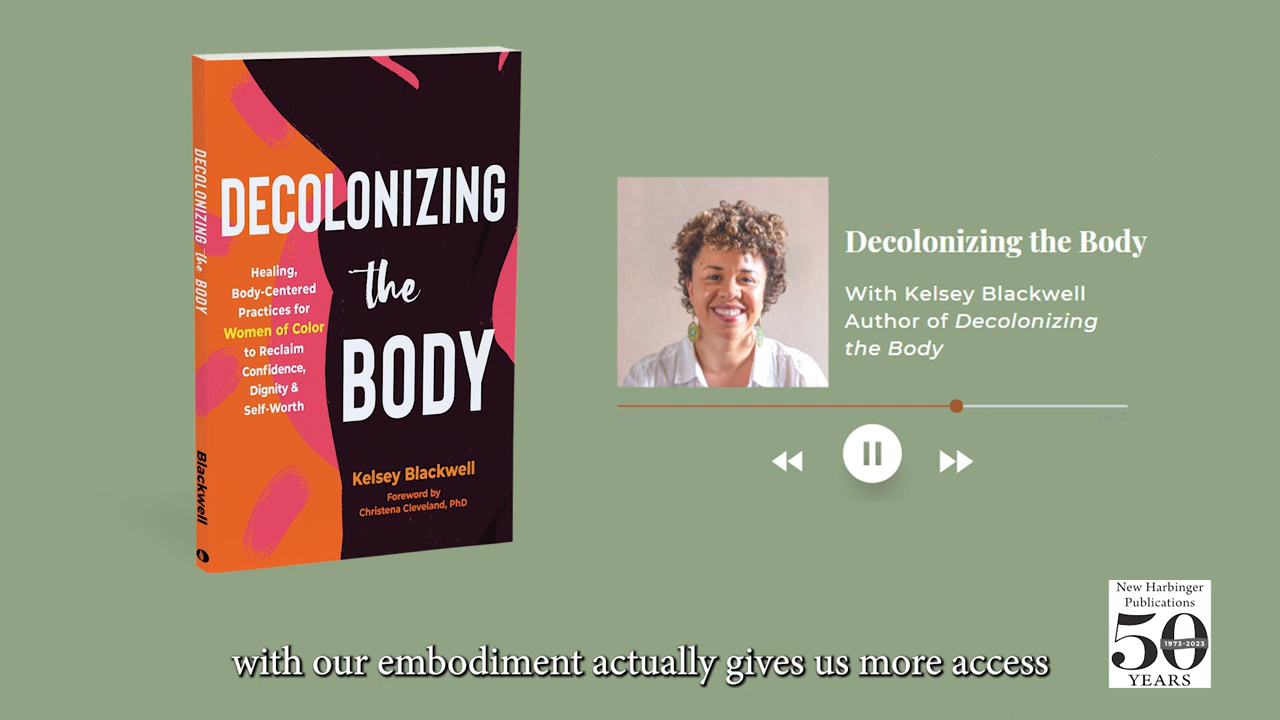 DECOLONIZING the BODY
Blackwell
DECOLONIZING
the
BODY
Healing,
Body-Centered
Practices for
Women of Color
to Reclaim
Confidence,
Dignity &
Self-Worth
Kelsey Blackwell
Foreword by
Christena Cleveland, PhD
Decolonizing the Body
With Kelsey Blackwell
Author of Decolonizing
the Body
with our embodiment actually gives us more access
New Harbinger
Publications
50
1973-2023
YEARS